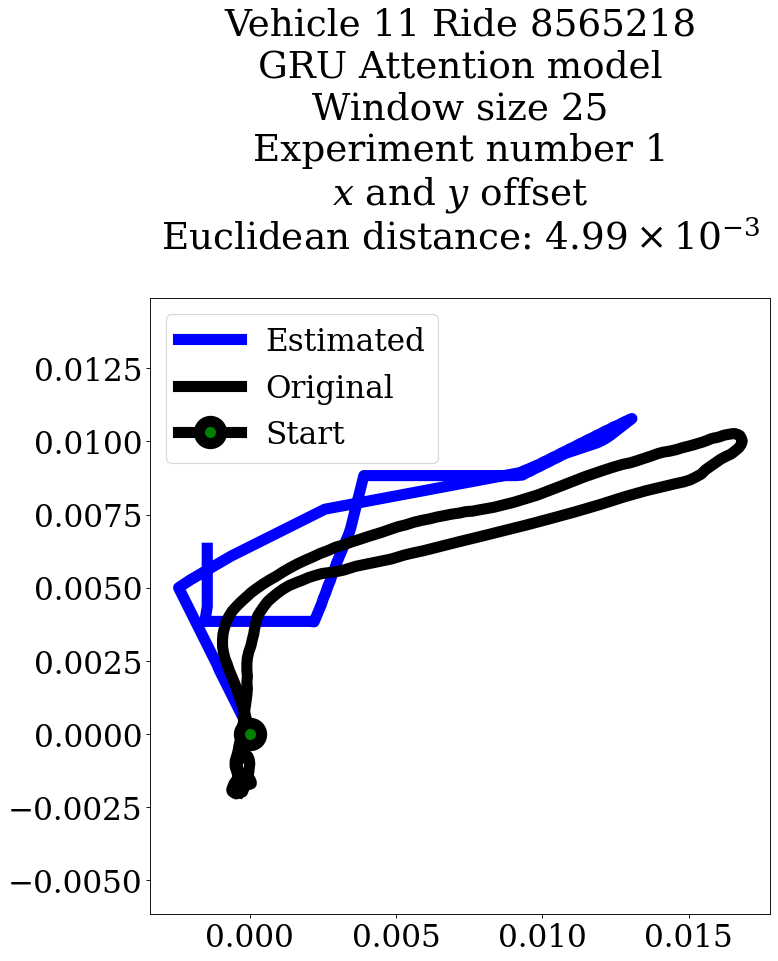 Vehicle 11 Ride 8565218
GRU Attention model
Window size 25
Experiment number 1
x and y offset
Euclidean distance: 4.99 × 10⁻³
Estimated
Original
Start
0.0125
0.0100
0.0075
0.0050
0.0025
0.0000
−0.0025
−0.0050
0.000 0.005 0.010 0.015